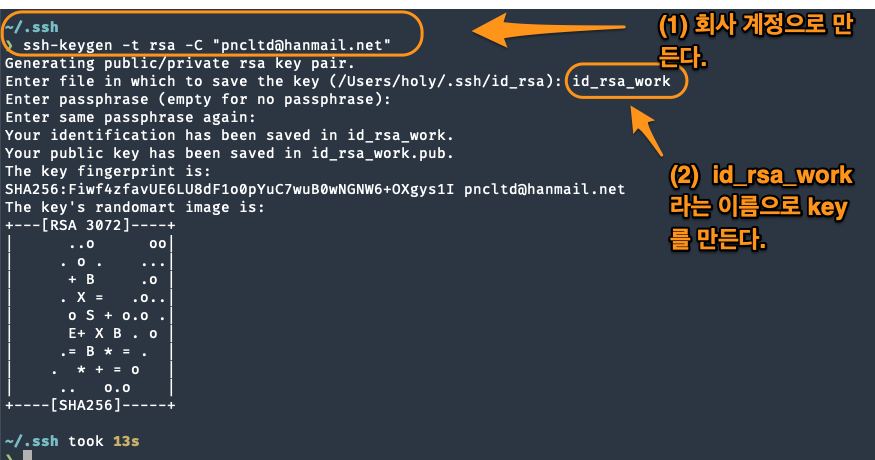 ~/.ssh
❯ ssh-keygen -t rsa -C "pncltd@hanmail.net"
Generating public/private rsa key pair.
Enter file in which to save the key (/Users/holy/.ssh/id_rsa): id_rsa_work
Enter passphrase (empty for no passphrase):
Enter same passphrase again:
Your identification has been saved in id_rsa_work.
Your public key has been saved in id_rsa_work.pub.
The key fingerprint is:
SHA256:Fiwf4zfavUE6LU8dF1o0pYuC7wuB0wNGNW6+OXgys1I pncltd@hanmail.net
The key's randomart image is:
+---[RSA 3072]----+
|      ..o      oo|
|     . o .    ...|
|      + B     .o |
|     . X =   .o..|
|      o S + o.o .|
|      E+ X B . o |
|     .= B * = .  |
|    .  * + = o   |
|     ..   o.o    |
+----[SHA256]-----+
~/.ssh took 13s
❯
(1) 회사 계정으로 만
든다.
(2) id_rsa_work
라는 이름으로 key
를 만든다.